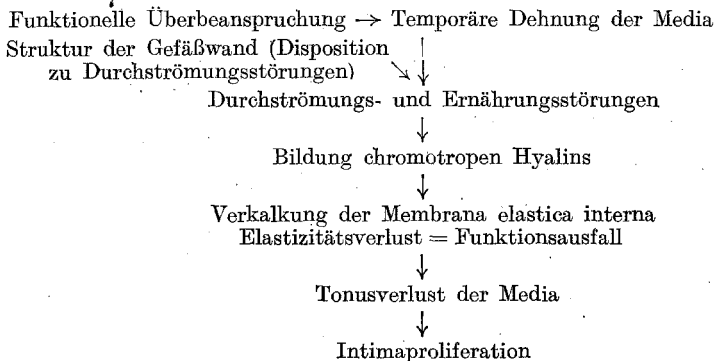 Funktionelle Überbeanspruchung → Temporäre Dehnung der Media
Struktur der Gefäßwand (Disposition
zu Durchströmungsstörungen)
Durchströmungs- und Ernährungsstörungen
Bildung chromotropen Hyalins
Verkalkung der Membrana elastica interna
Elastizitätsverlust = Funktionsausfall
Tonusverlust der Media
Intimaproliferation